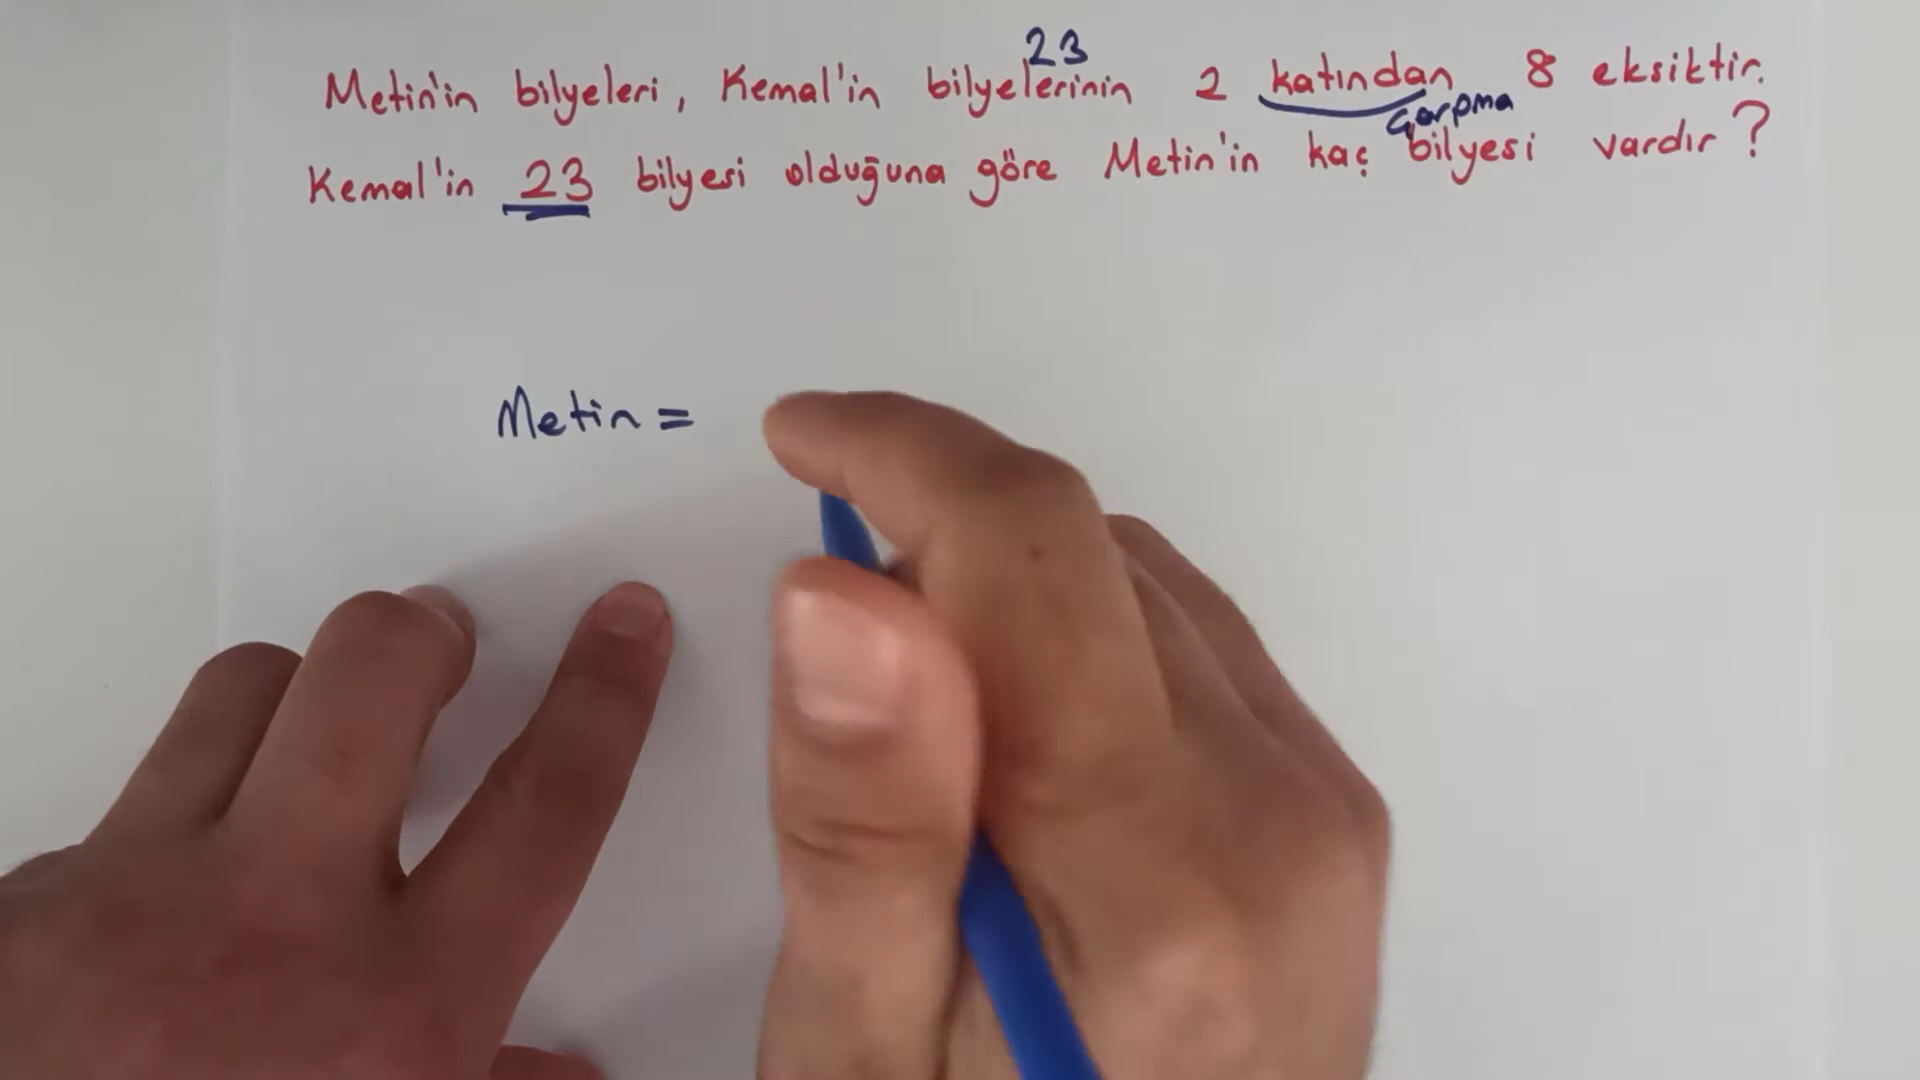 23
Metin'in bilyeleri, Kemal'in bilyelerinin 2 katından 8 eksiktir.
çarpma
Kemal'in 23 bilyesi olduğuna göre Metin'in kaç bilyesi vardır?
Metin =